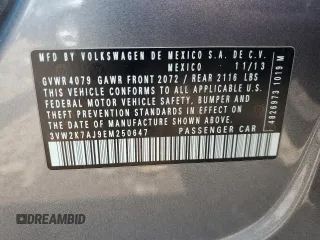 MFD. BY VOLKSWAGEN DE MEXICO S.A. DE C.V.
MEXICO 11/13
GVWR 4079 GAWR FRONT 2072 / REAR 2116 LBS
THIS VEHICLE CONFORMS TO ALL APPLICABLE U.S.
FEDERAL MOTOR VEHICLE SAFETY, BUMPER AND
THEFT PREVENTION STANDARDS IN EFFECT ON THE
DATE OF MANUFACTURE SHOWN ABOVE.
3VW2K7AJ9EM250647 PASSENGER CAR
4926973 1019 M
DREAMBID